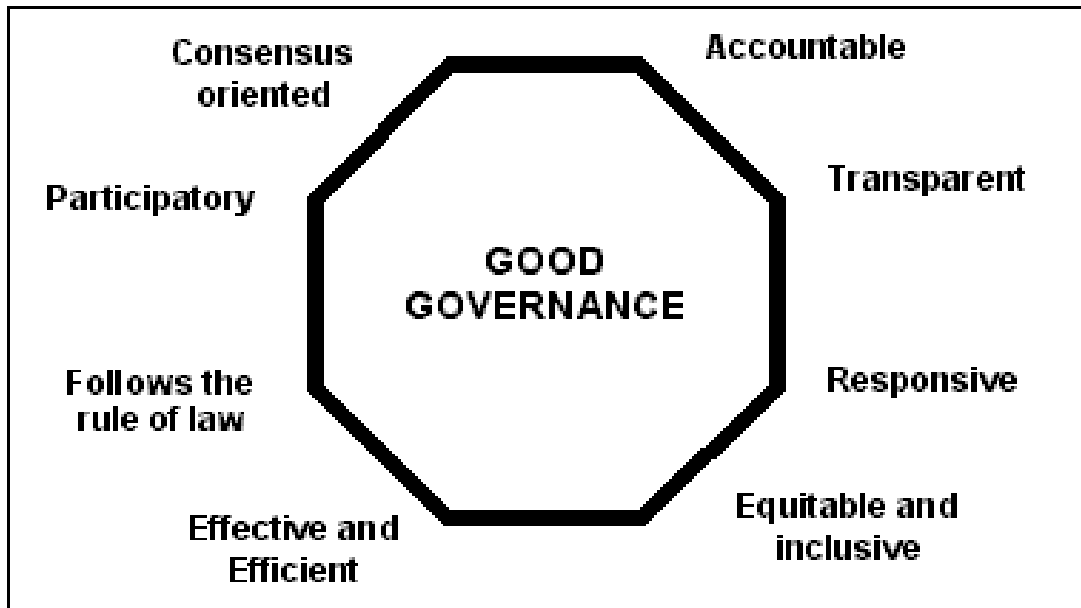 Consensus
oriented
Accountable
Participatory
Transparent
GOOD
GOVERNANCE
Follows the
rule of law
Responsive
Effective and
Efficient
Equitable and
inclusive